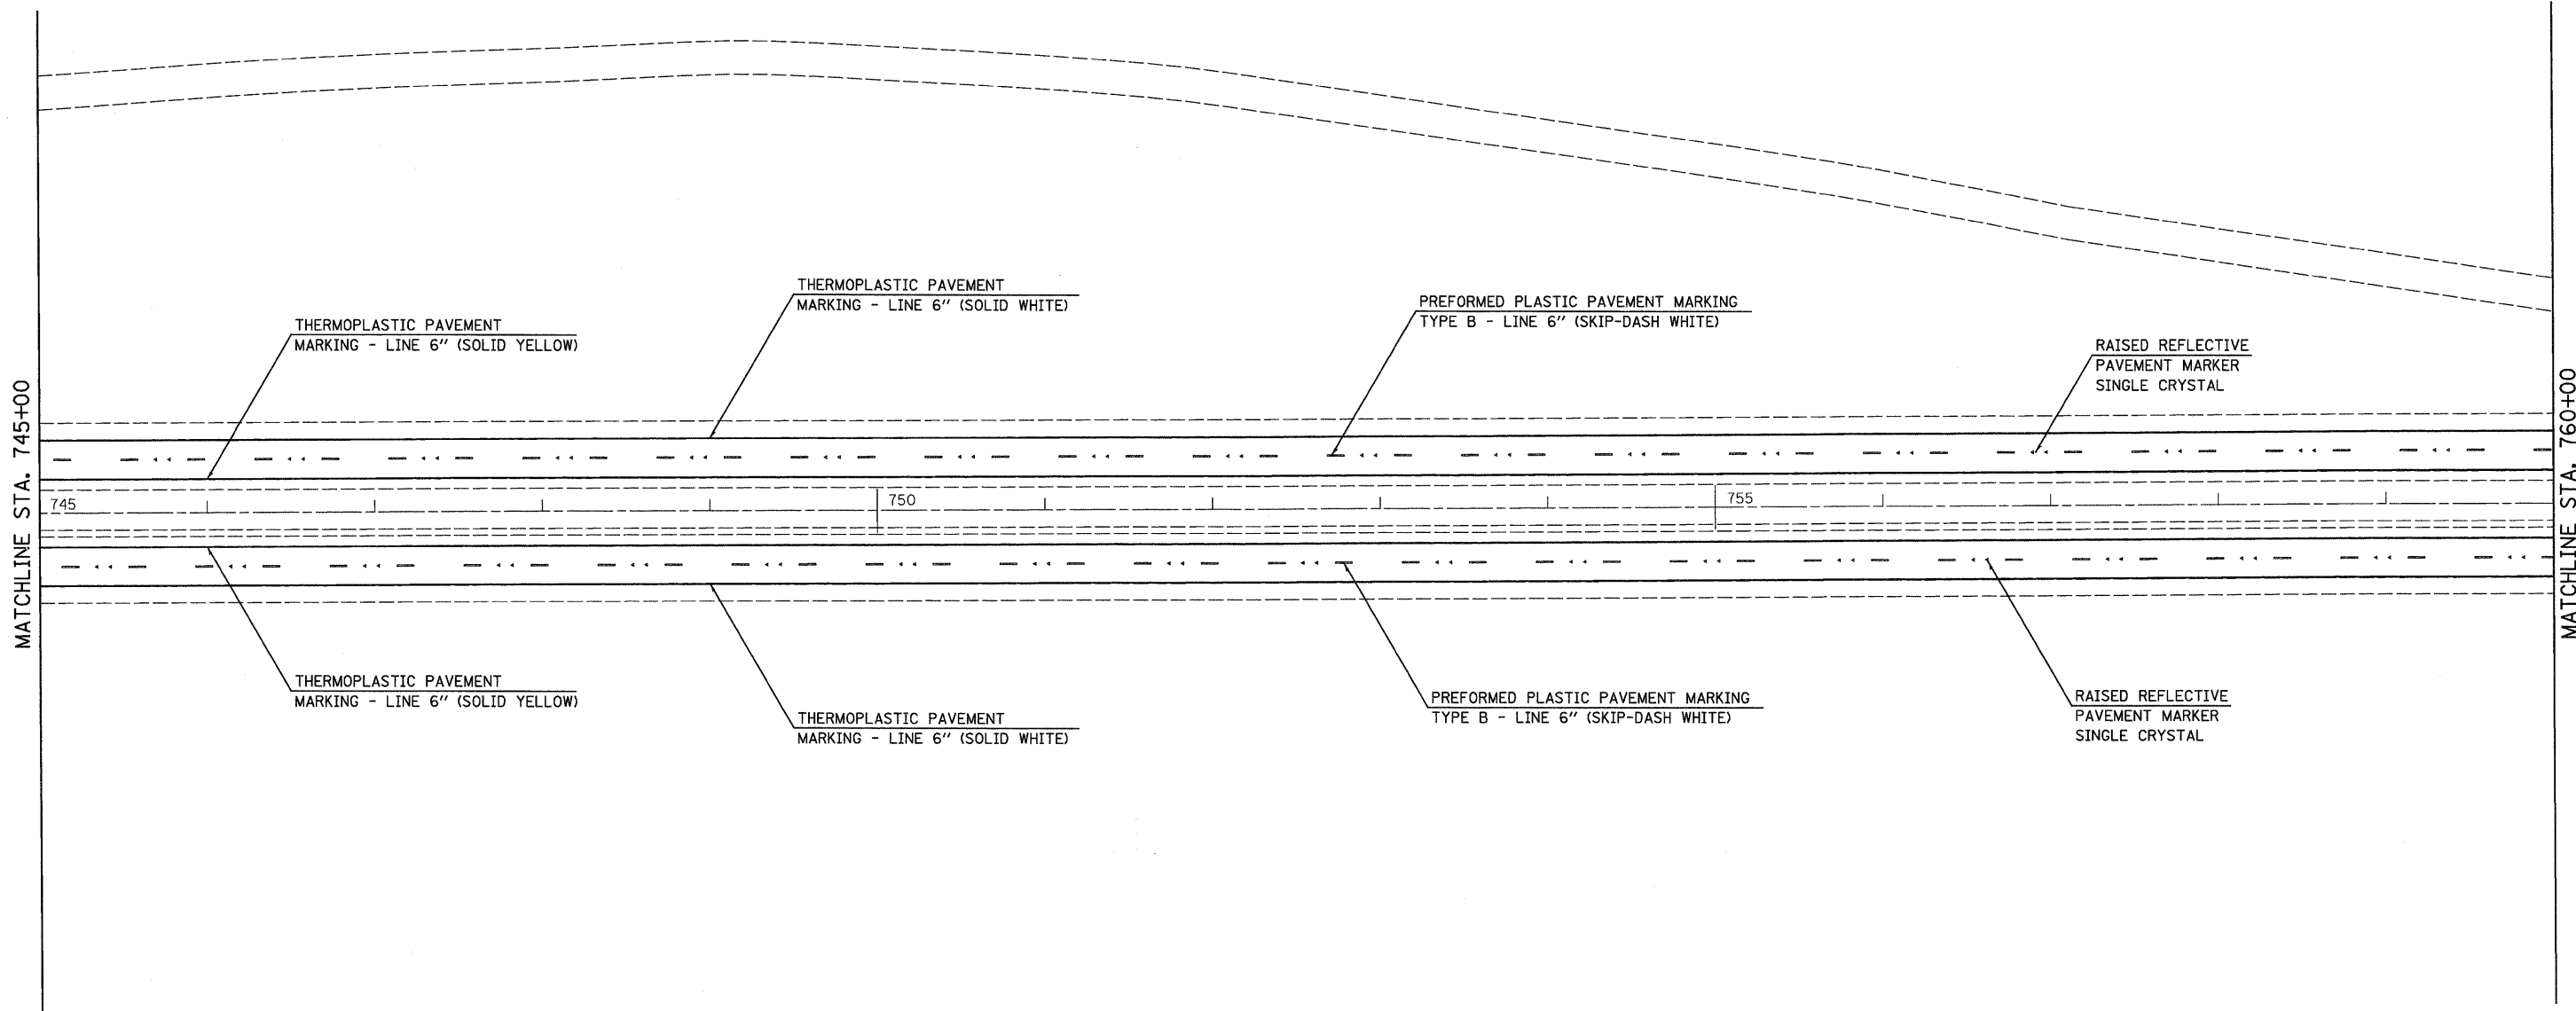 THERMOPLASTIC PAVEMENT
MARKING - LINE 6" (SOLID WHITE)
PREFORMED PLASTIC PAVEMENT MARKING
TYPE B - LINE 6" (SKIP-DASH WHITE)
THERMOPLASTIC PAVEMENT
MARKING - LINE 6" (SOLID YELLOW)
RAISED REFLECTIVE
PAVEMENT MARKER
SINGLE CRYSTAL
MATCHLINE STA. 745+00
MATCHLINE STA. 760+00
745
750
755
THERMOPLASTIC PAVEMENT
MARKING - LINE 6" (SOLID YELLOW)
THERMOPLASTIC PAVEMENT
MARKING - LINE 6" (SOLID WHITE)
PREFORMED PLASTIC PAVEMENT MARKING
TYPE B - LINE 6" (SKIP-DASH WHITE)
RAISED REFLECTIVE
PAVEMENT MARKER
SINGLE CRYSTAL